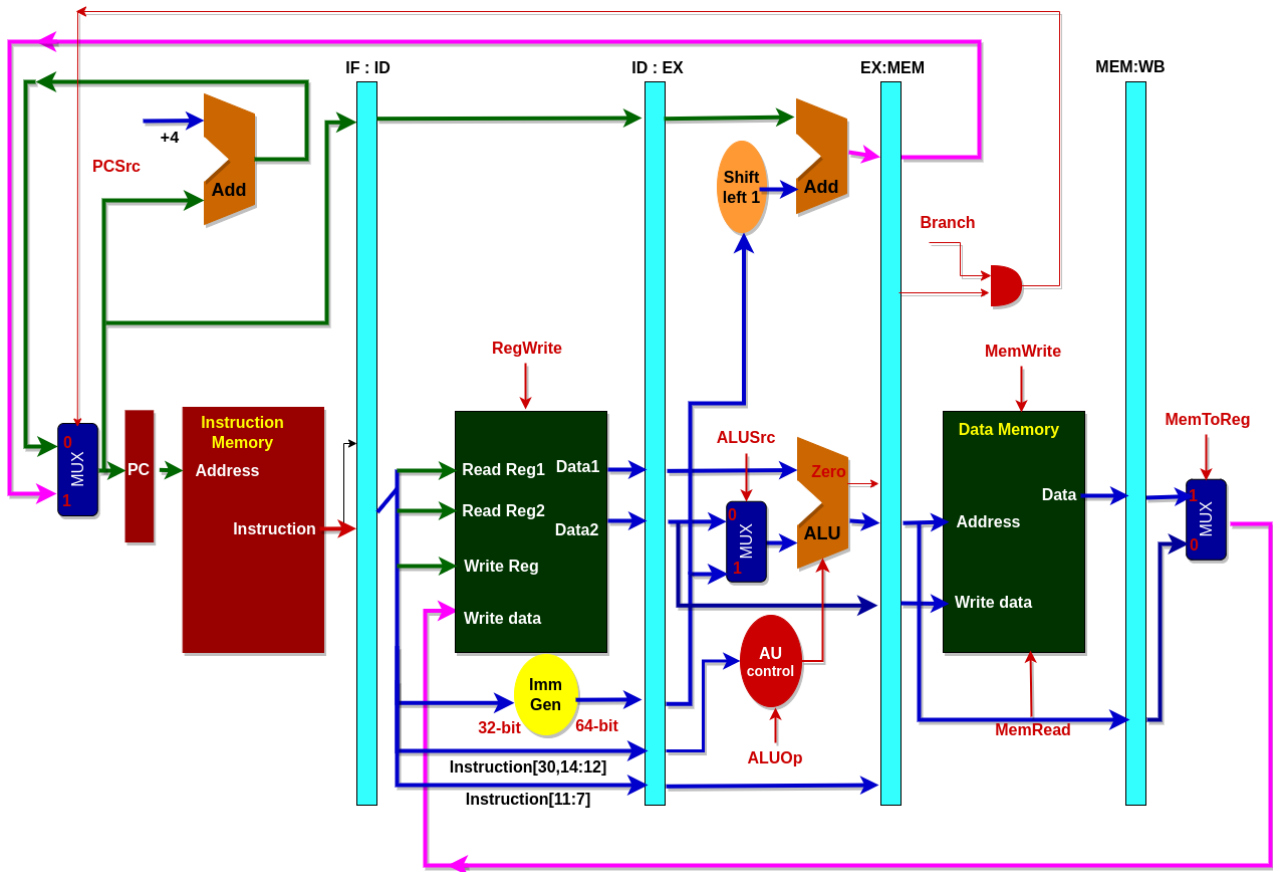 IF : ID
ID : EX
EX:MEM
MEM:WB
+4
PCSrc
Add
Shift
left 1
Add
Branch
RegWrite
MemWrite
Instruction
Memory
Address
Instruction
0
MUX
1
PC
Read Reg1
Data1
Read Reg2
Data2
Write Reg
Write data
ALUSrc
0
MUX
1
Zero
ALU
Data Memory
Data
Address
Write data
MemToReg
1
MUX
0
Imm
Gen
32-bit
64-bit
AU
control
ALUOp
MemRead
Instruction[30,14:12]
Instruction[11:7]